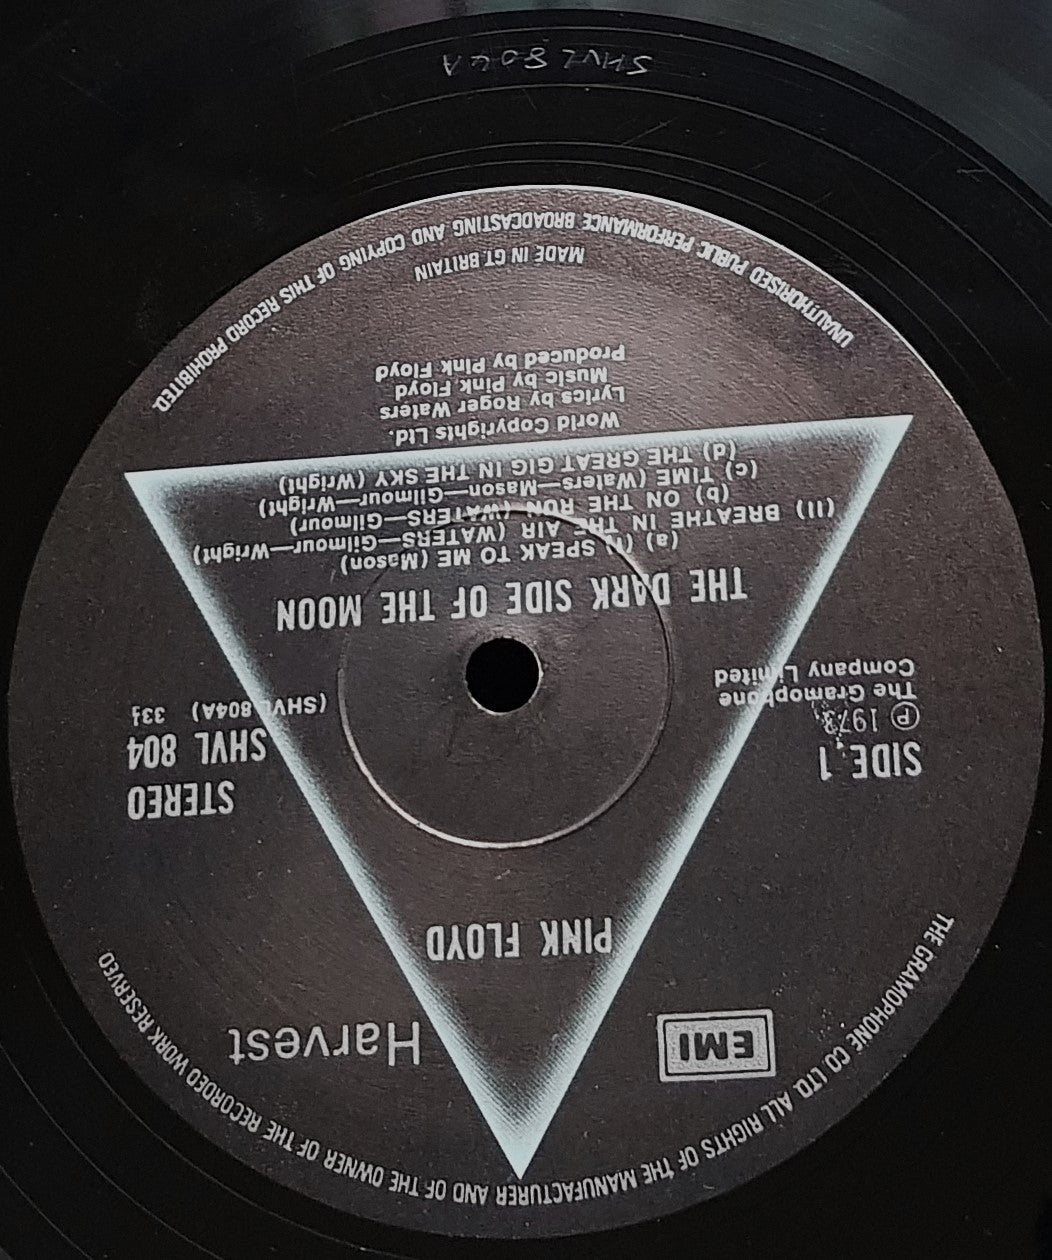 THE GRAMOPHONE CO LTD. ALL RIGHTS OF THE MANUFACTURER AND OF THE OWNER OF THE RECORDED WORK RESERVED
EMI
Harvest
PINK FLOYD
SIDE 1
STEREO
SHVL 804
Ⓟ 1973
(SHVL 804A) 33⅓
The Gramophone
Company Limited
THE DARK SIDE OF THE MOON
(a) (i) SPEAK TO ME (Mason)
(ii) BREATHE IN THE AIR (WATERS—Gilmour—Wright)
(b) ON THE RUN (WATERS—Gilmour)
(c) TIME (Waters—Mason—Gilmour—Wright)
(d) THE GREAT GIG IN THE SKY (Wright)
World Copyrights Ltd.
Lyrics by Roger Waters
Music by Pink Floyd
Produced by Pink Floyd
MADE IN GT. BRITAIN
UNAUTHORISED PUBLIC PERFORMANCE BROADCASTING AND COPYING OF THIS RECORD PROHIBITED.
SHVL 804 A